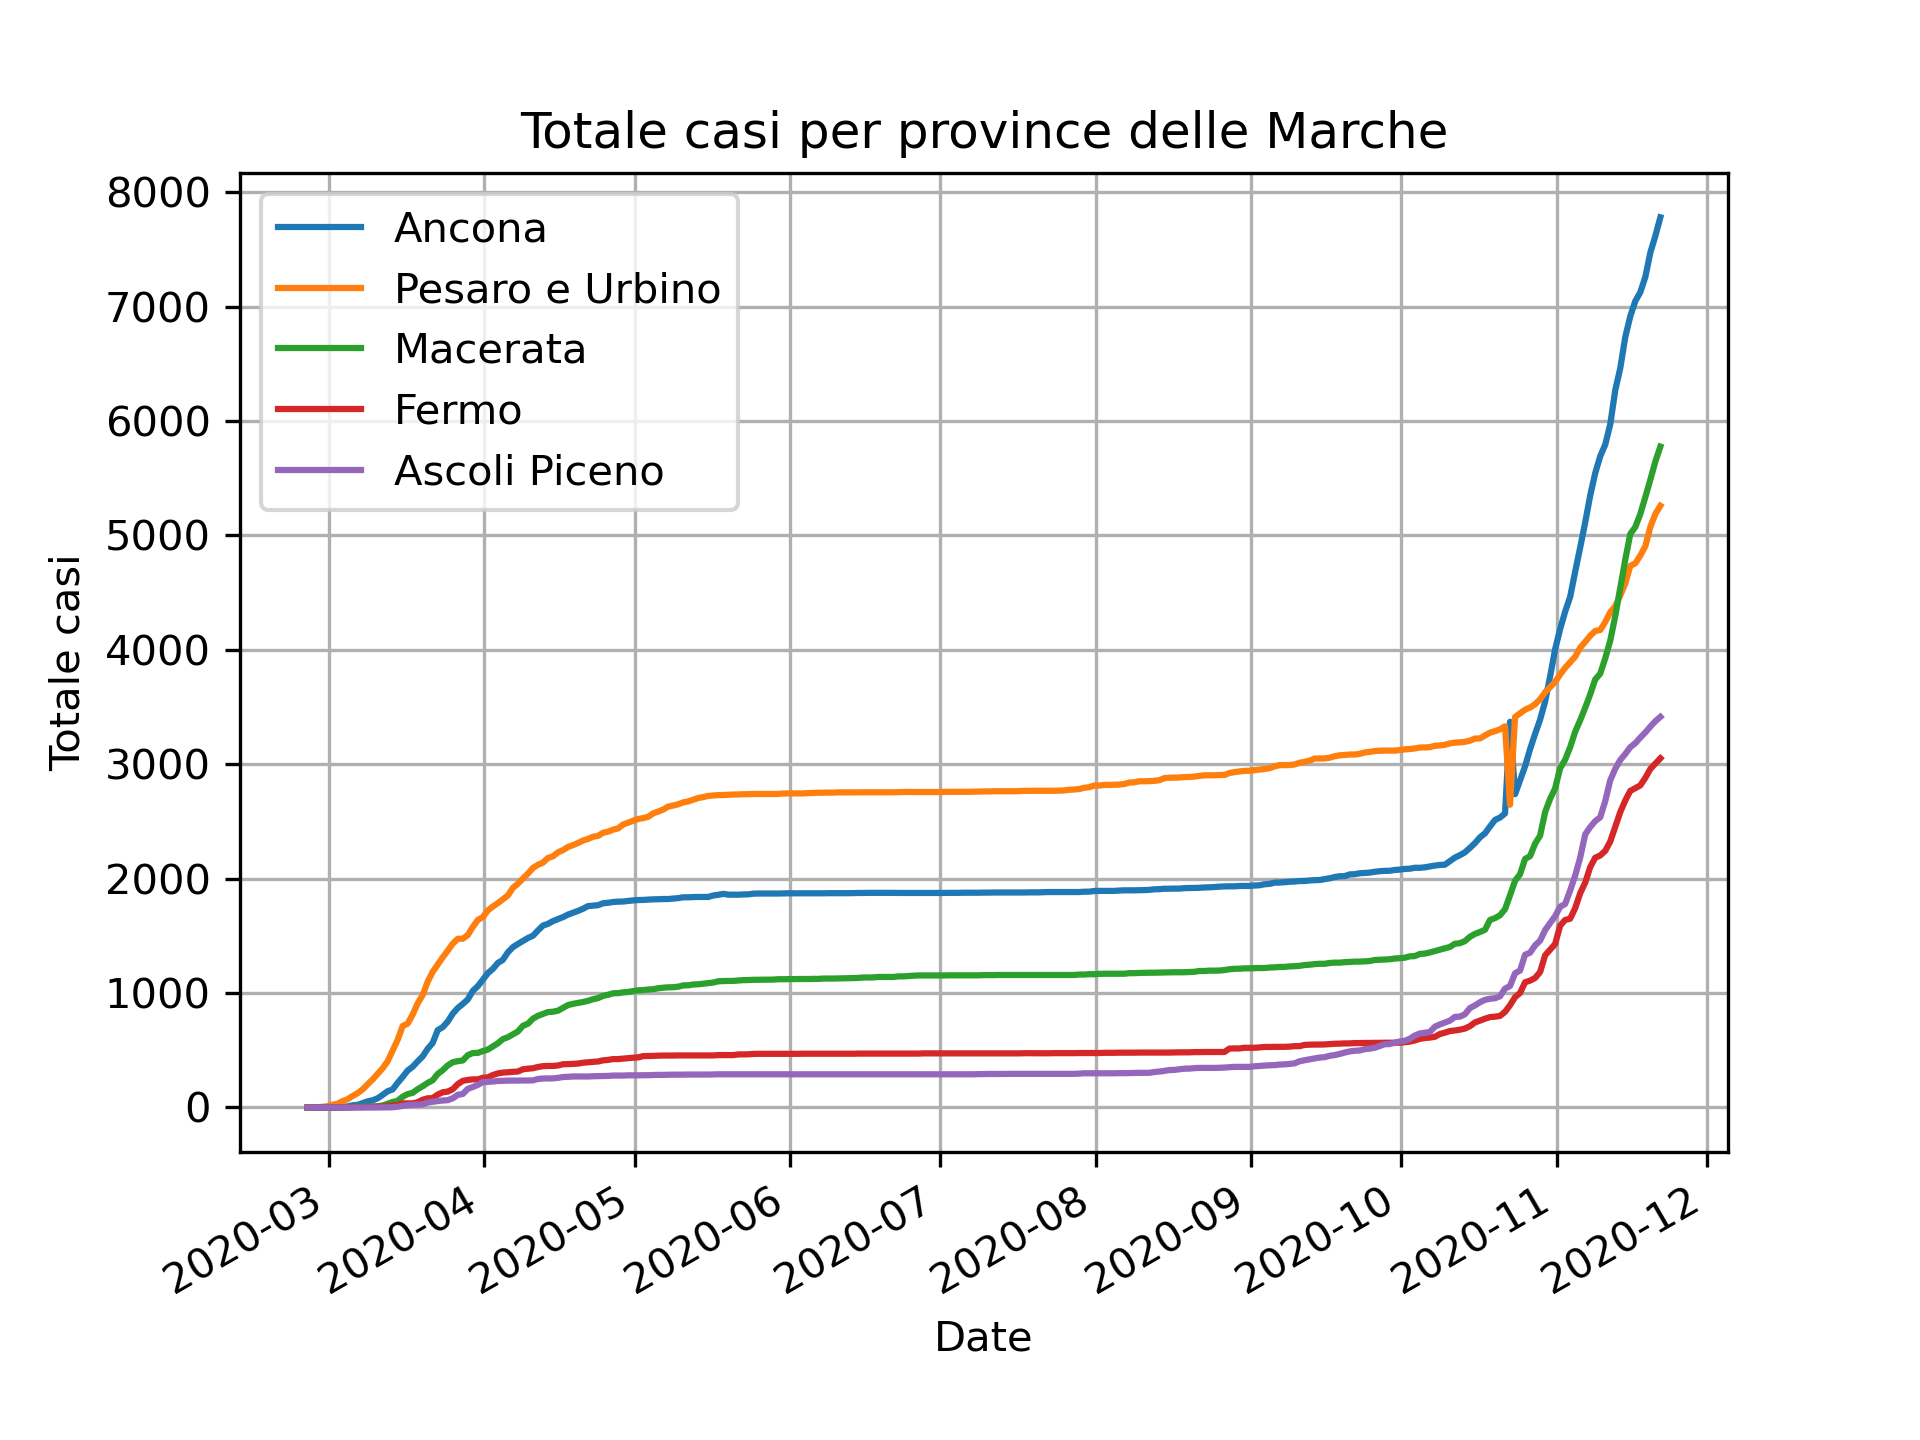 Totale casi per province delle Marche
8000
7000
6000
5000
4000
3000
2000
1000
0
Totale casi
Ancona
Pesaro e Urbino
Macerata
Fermo
Ascoli Piceno
2020-03
2020-04
2020-05
2020-06
2020-07
2020-08
2020-09
2020-10
2020-11
2020-12
Date